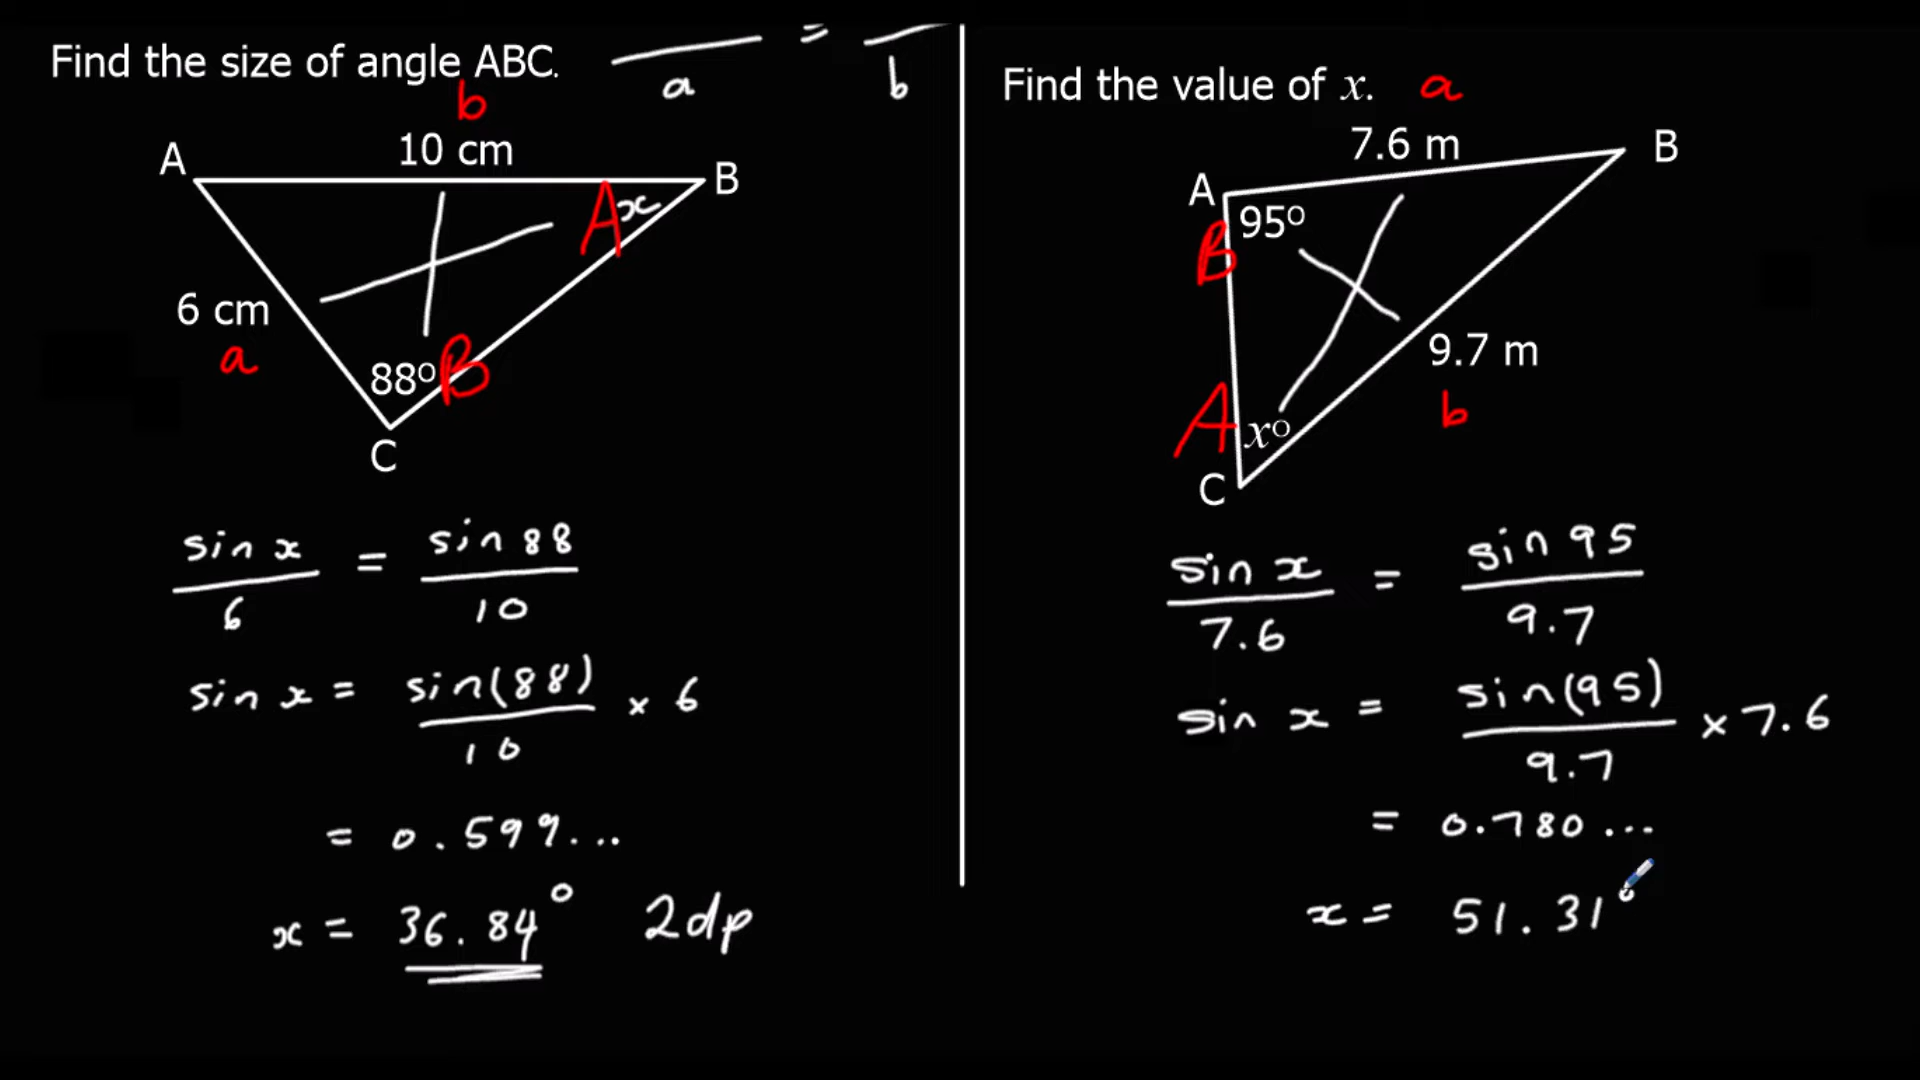 Find the size of angle ABC.
a = b
b
10 cm
A
B
A x
6 cm
a
88° B
C
sin x / 6 = sin 88 / 10
sin x = sin(88) / 10 × 6
= 0.599...
x = 36.84° 2dp
Find the value of x. a
7.6 m
B
A
95°
B
9.7 m
b
A x°
C
sin x / 7.6 = sin 95 / 9.7
sin x = sin(95) / 9.7 × 7.6
= 0.780...
x = 51.31°